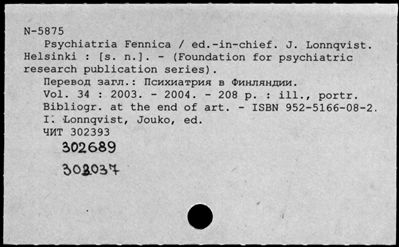 N-5875
Psychiatria Fennica / ed.-in-chief. J. Lonnqvist.
Helsinki : [s. n.]. - (Foundation for psychiatric
research publication series).
Перевод загл.: Психиатрия в Финляндии.
Vol. 34 : 2003. - 2004. - 208 p. : ill., portr.
Bibliogr. at the end of art. - ISBN 952-5166-08-2.
I. Lonnqvist, Jouko, ed.
ЧИТ 302393
302689
302037